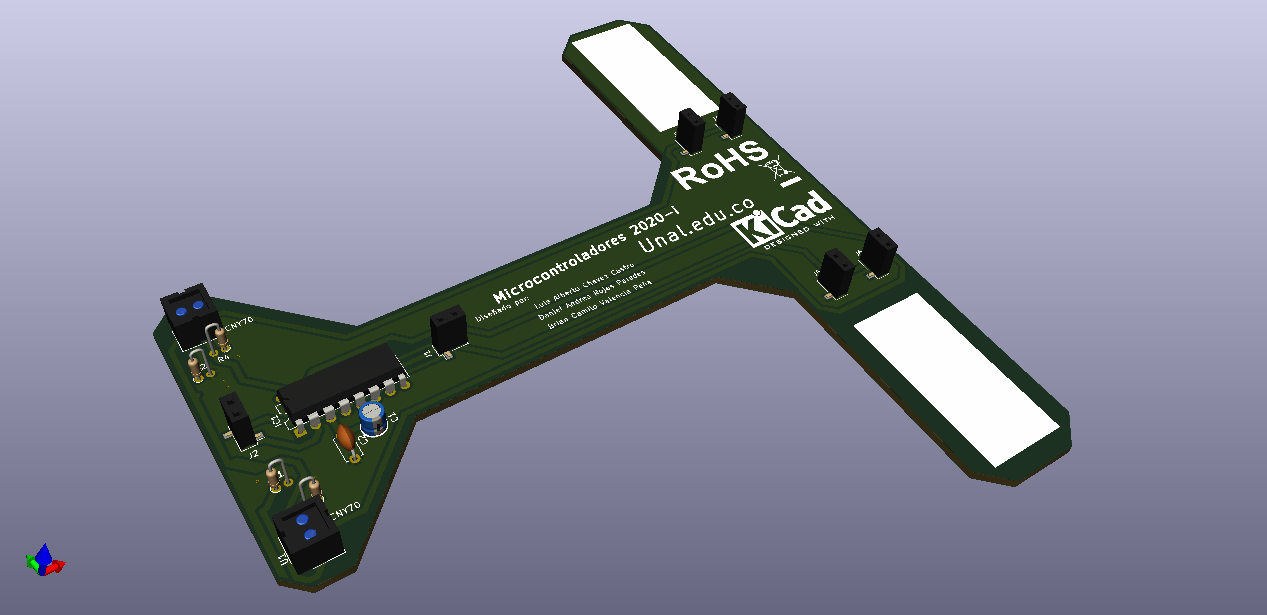 RoHS
KiCad
DESIGNED WITH
Unal.edu.co
Microcontroladores 2020-I
Diseñado por:
Luis Alberto Chavez Castro
Daniel Andres Rojas Paredes
Brian Camilo Valencia Peña
CNY70
R4
J2
CNY70